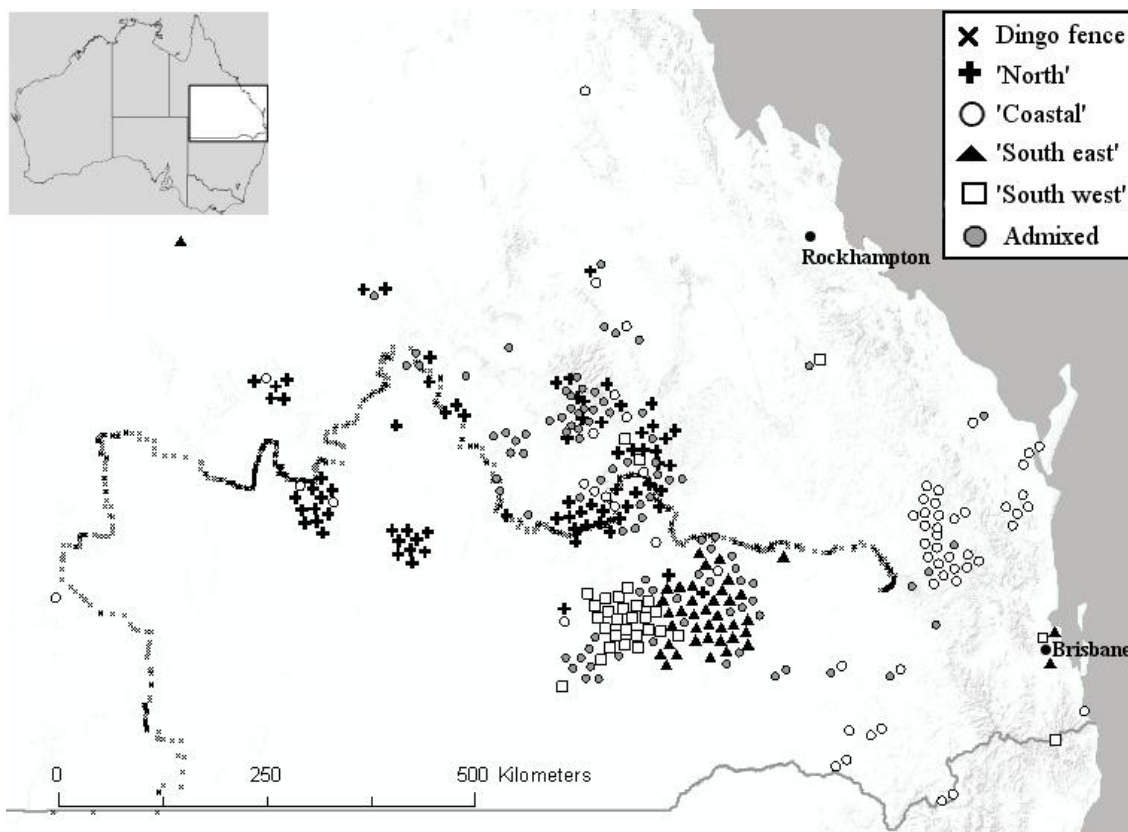 Dingo fence
'North'
'Coastal'
'South east'
'South west'
Admixed
Rockhampton
Brisbane
0 250 500 Kilometers